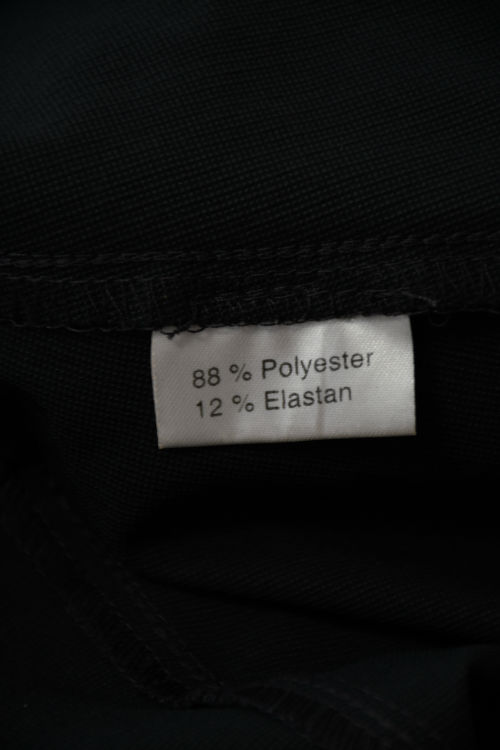 88 % Polyester
12 % Elastan